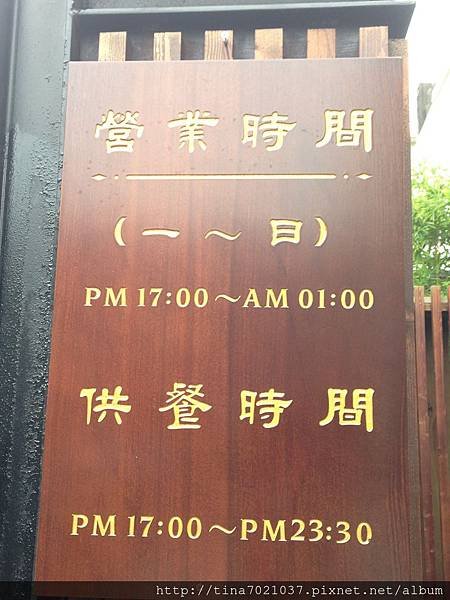 營業時間
(一～日)
PM 17:00～AM 01:00
供餐時間
PM 17:00～PM23:30
http://tina7021037.pixnet.net/album